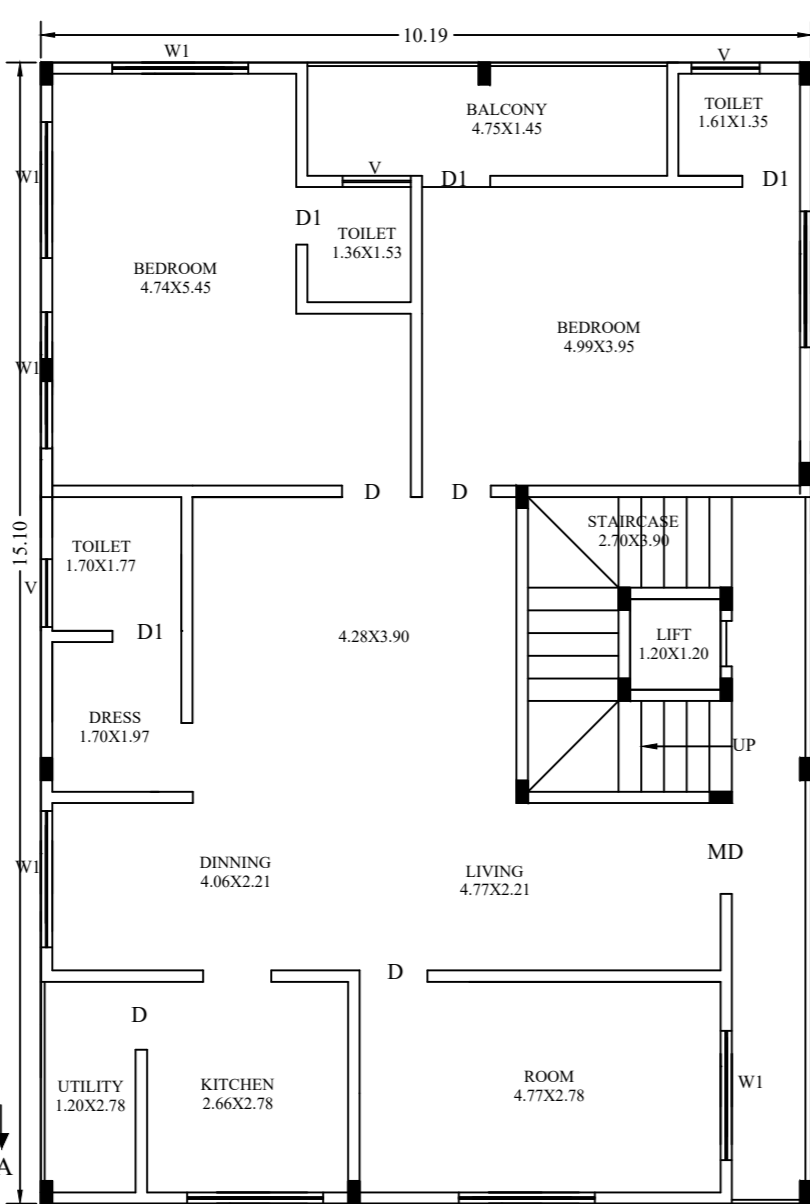 10.19
W1
V
BALCONY
4.75X1.45
TOILET
1.61X1.35
W1
V
D1
D1
D1
TOILET
1.36X1.53
BEDROOM
4.74X5.45
BEDROOM
4.99X3.95
W1
D
D
STAIRCASE
2.70X3.90
15.10
TOILET
1.70X1.77
V
D1
4.28X3.90
LIFT
1.20X1.20
DRESS
1.70X1.97
UP
MD
W1
DINNING
4.06X2.21
LIVING
4.77X2.21
D
D
UTILITY
1.20X2.78
KITCHEN
2.66X2.78
ROOM
4.77X2.78
W1
A